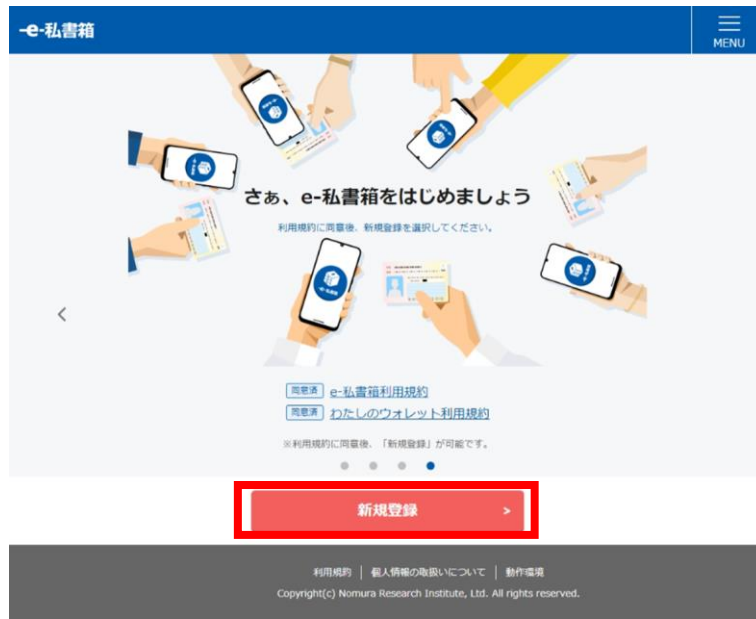 -e-私書箱
MENU
さぁ、e-私書箱をはじめましょう
利用規約に同意後、新規登録を選択してください。
同意済 e-私書箱利用規約
同意済 わたしのウォレット利用規約
※利用規約に同意後、「新規登録」が可能です。
新規登録 >
利用規約 | 個人情報の取扱いについて | 動作環境
Copyright(c) Nomura Research Institute, Ltd. All rights reserved.